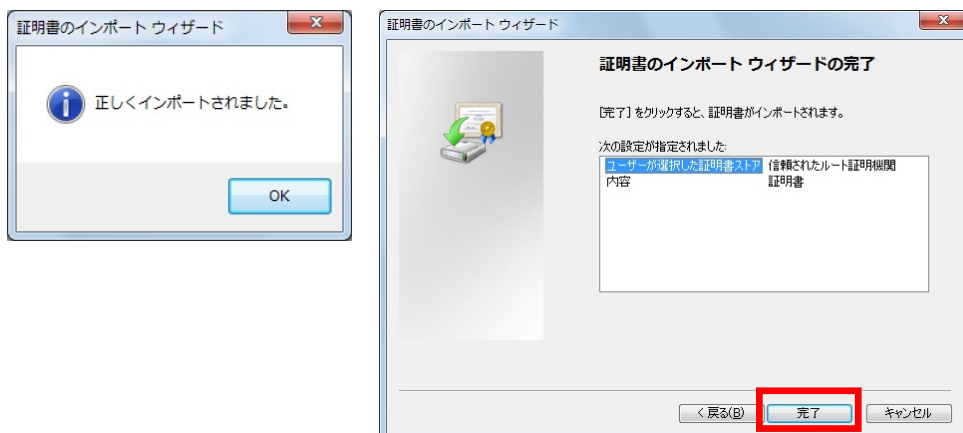 証明書のインポート ウィザード
正しくインポートされました。
OK
証明書のインポート ウィザード
証明書のインポート ウィザードの完了
[完了] をクリックすると、証明書がインポートされます。
次の設定が指定されました:
ユーザーが選択した証明書ストア 信頼されたルート証明機関
内容 証明書
< 戻る(B) 完了 キャンセル